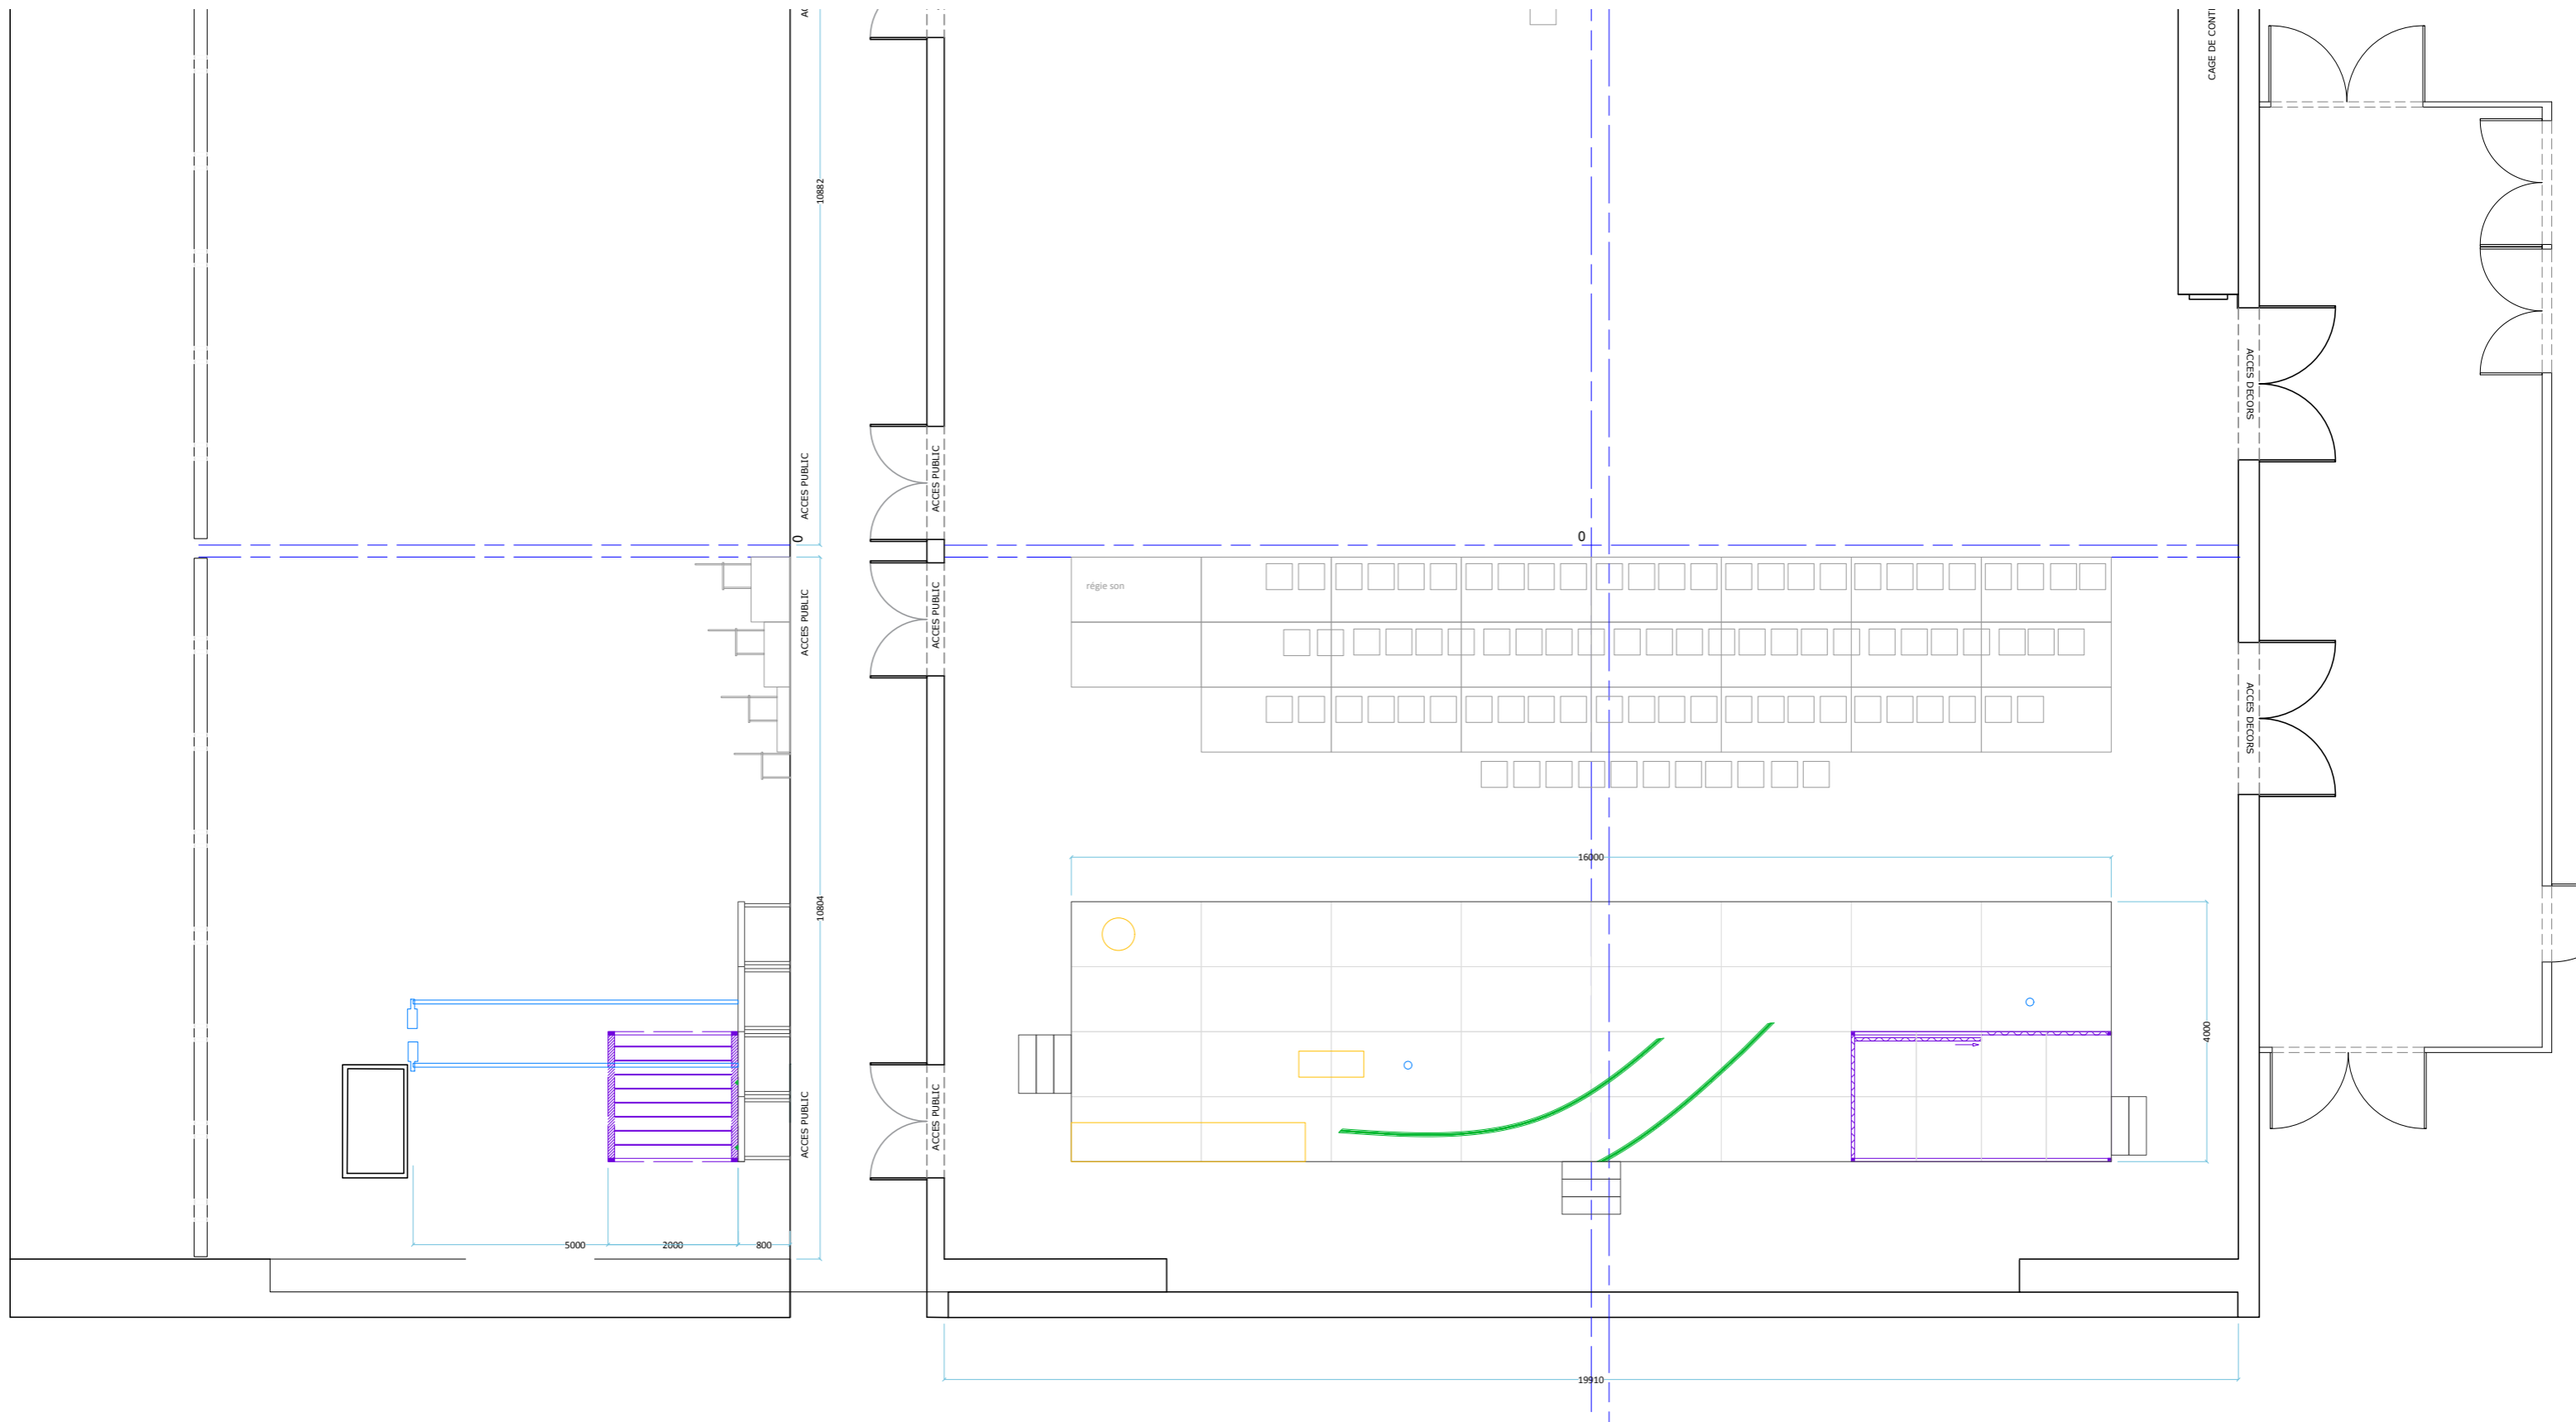 CAGE DE CONTI
10882
ACCES PUBLIC
ACCES PUBLIC
ACCES DECORS
0
0
régie son
ACCES PUBLIC
ACCES PUBLIC
ACCES DECORS
16000
10804
4000
ACCES PUBLIC
ACCES PUBLIC
5000
2000
800
19910